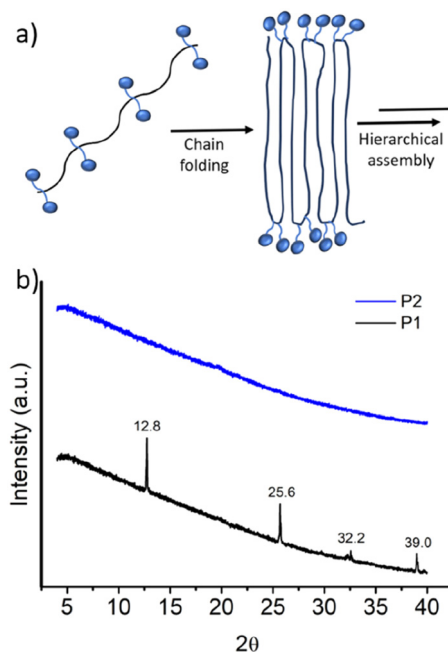 a)
Chain
folding
Hierarchical
assembly
b)
P2
P1
Intensity (a.u.)
12.8
25.6
32.2
39.0
5 10 15 20 25 30 35 40
2θ